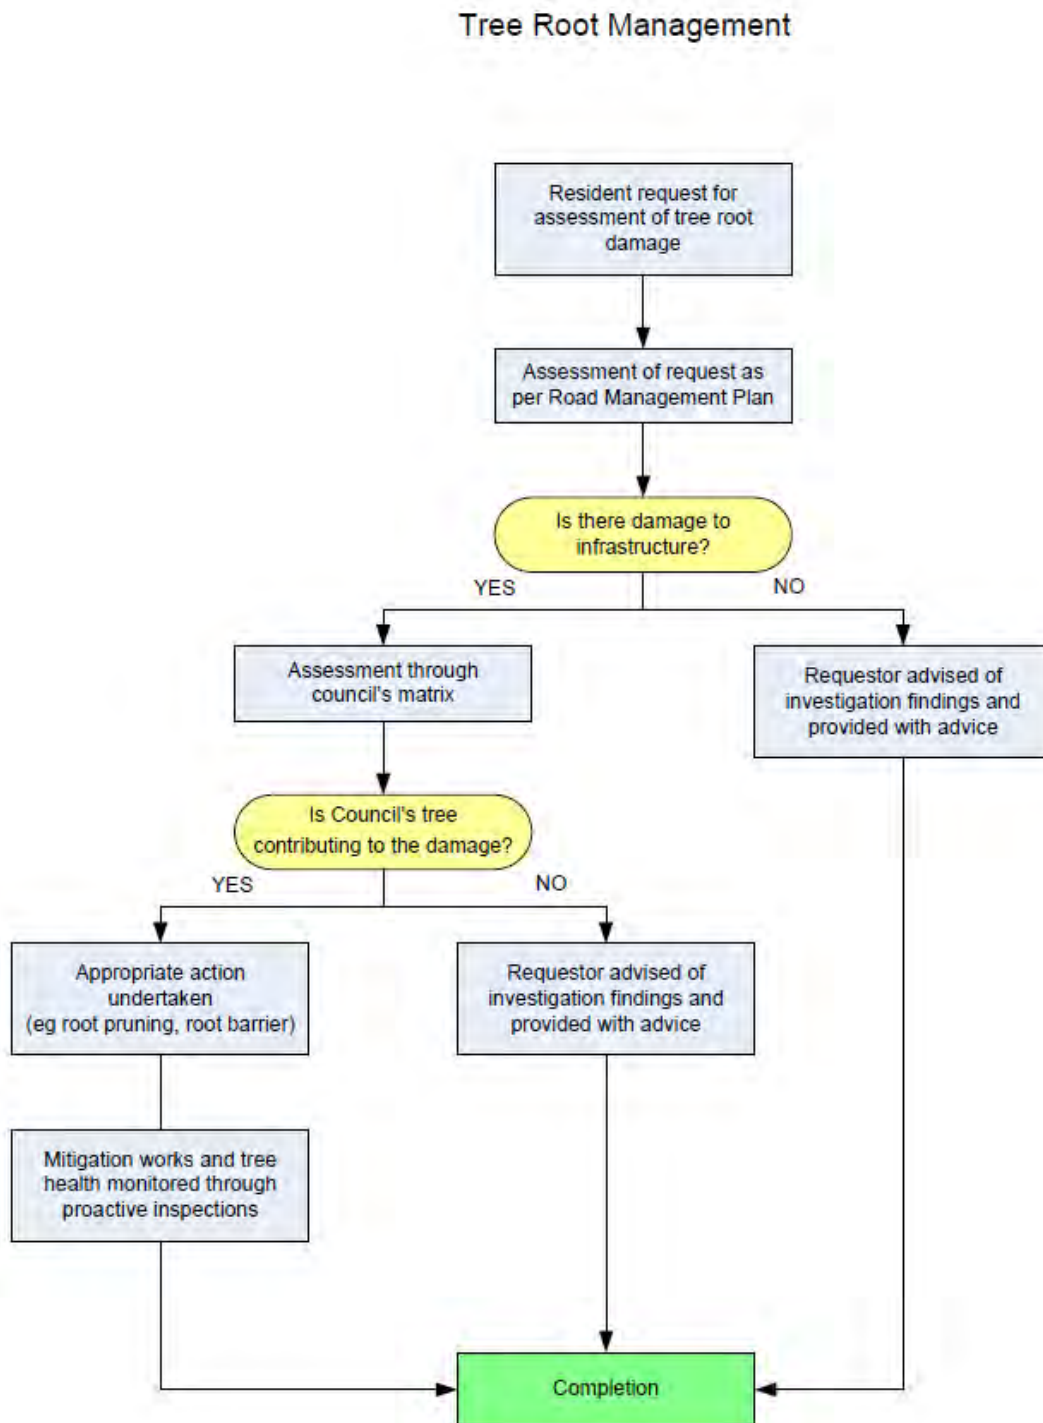 Tree Root Management
Resident request for
assessment of tree root
damage
Assessment of request as
per Road Management Plan
Is there damage to
infrastructure?
YES
NO
Assessment through
council's matrix
Requestor advised of
investigation findings and
provided with advice
Is Council's tree
contributing to the damage?
YES
NO
Appropriate action
undertaken
(eg root pruning, root barrier)
Requestor advised of
investigation findings and
provided with advice
Mitigation works and tree
health monitored through
proactive inspections
Completion